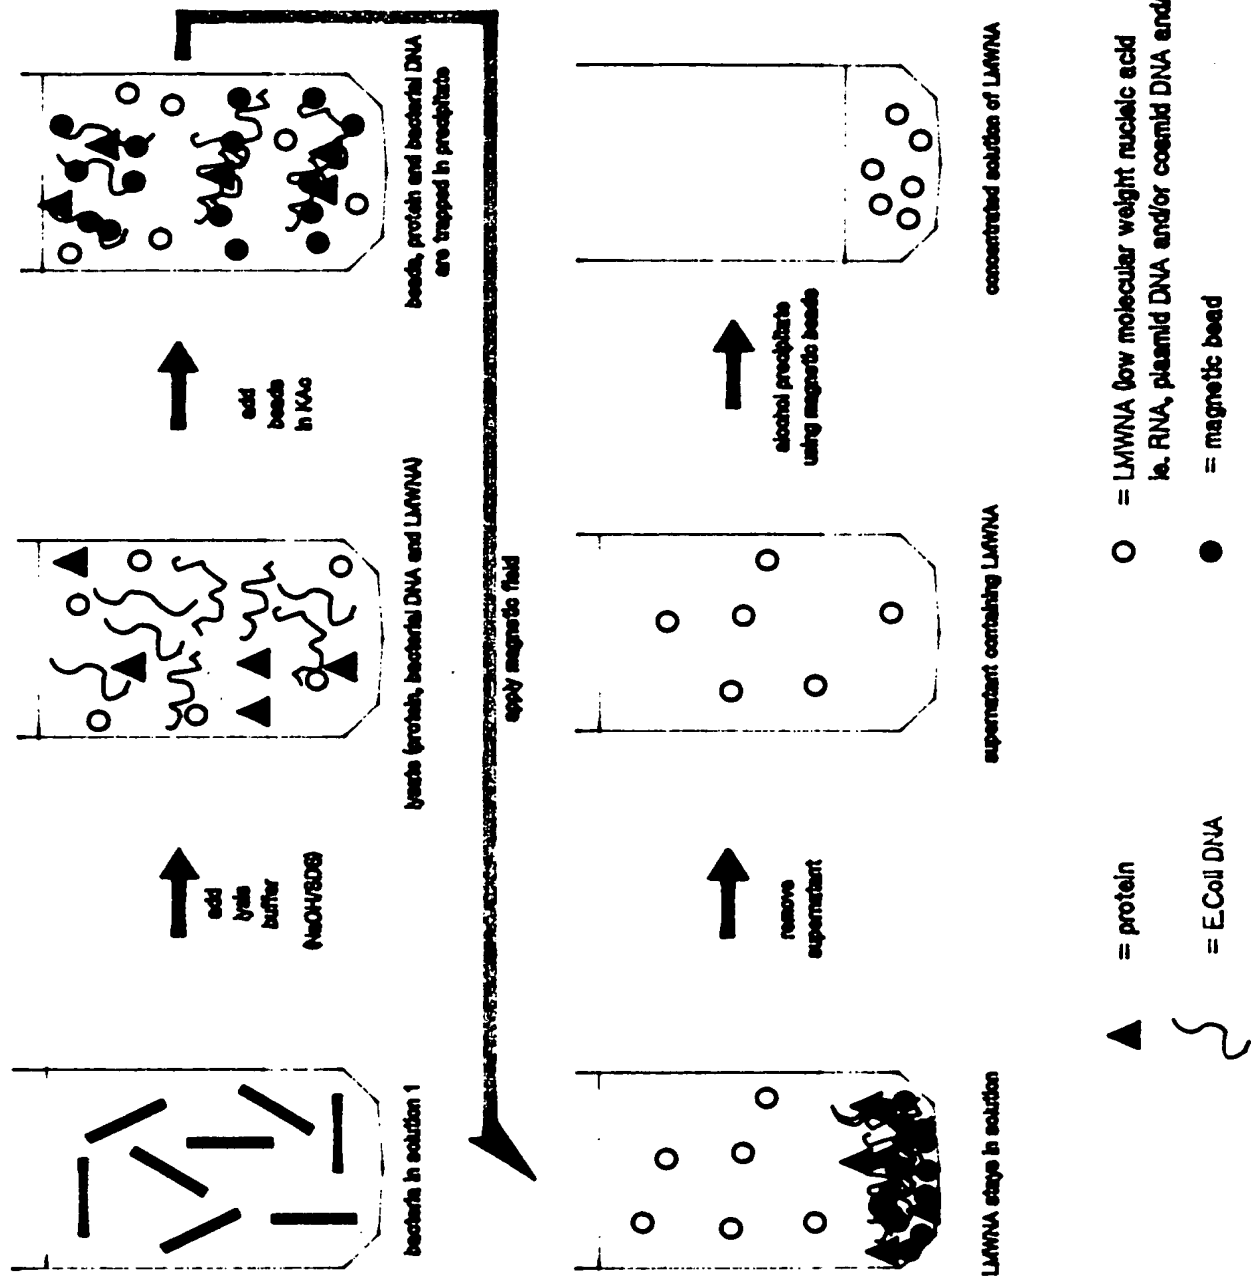 bacteria in solution 1
add
lysis
buffer
(NaOH/SDS)
lysate (protein, bacterial DNA and LMWNA)
add
beads
in KAc
beads, protein and bacterial DNA
are trapped in precipitate
apply magnetic field
LMWNA stays in solution
remove
supernatant
supernatant containing LMWNA
alcohol precipitate
using magnetic beads
concentrated solution of LMWNA
= protein
= E.Coli DNA
= LMWNA (low molecular weight nucleic acid
ie. RNA, plasmid DNA and/or cosmid DNA and/
= magnetic bead